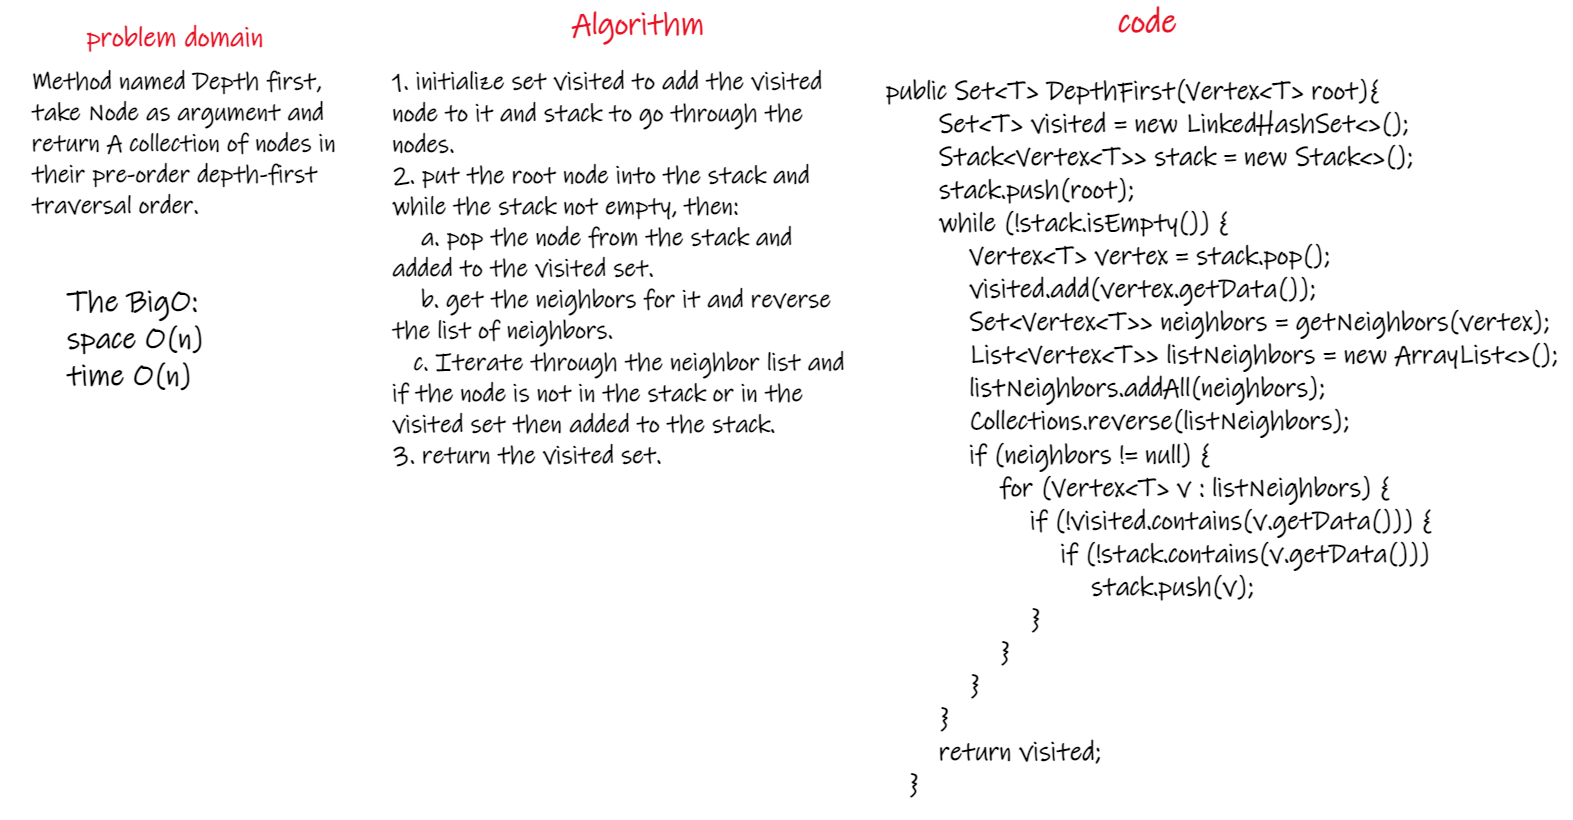 problem domain
Method named Depth first,
take Node as argument and
return A collection of nodes in
their pre-order depth-first
traversal order.
The BigO:
space O(n)
time O(n)
Algorithm
1. initialize set visited to add the visited
node to it and stack to go through the
nodes.
2. put the root node into the stack and
while the stack not empty, then:
a. pop the node from the stack and
added to the visited set.
b. get the neighbors for it and reverse
the list of neighbors.
c. Iterate through the neighbor list and
if the node is not in the stack or in the
visited set then added to the stack.
3. return the visited set.
code
public Set<T> DepthFirst(Vertex<T> root){
Set<T> visited = new LinkedHashSet<>();
Stack<Vertex<T>> stack = new Stack<>();
stack.push(root);
while (!stack.isEmpty()) {
Vertex<T> vertex = stack.pop();
visited.add(vertex.getData());
Set<Vertex<T>> neighbors = getNeighbors(vertex);
List<Vertex<T>> listNeighbors = new ArrayList<>();
listNeighbors.addAll(neighbors);
Collections.reverse(listNeighbors);
if (neighbors != null) {
for (Vertex<T> v : listNeighbors) {
if (!visited.contains(v.getData())) {
if (!stack.contains(v.getData()))
stack.push(v);
}
}
}
}
return visited;
}